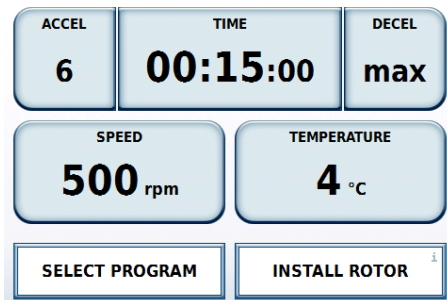 ACCEL TIME DECEL
6 00:15:00 max
SPEED TEMPERATURE
500 rpm 4 °C
i
SELECT PROGRAM INSTALL ROTOR